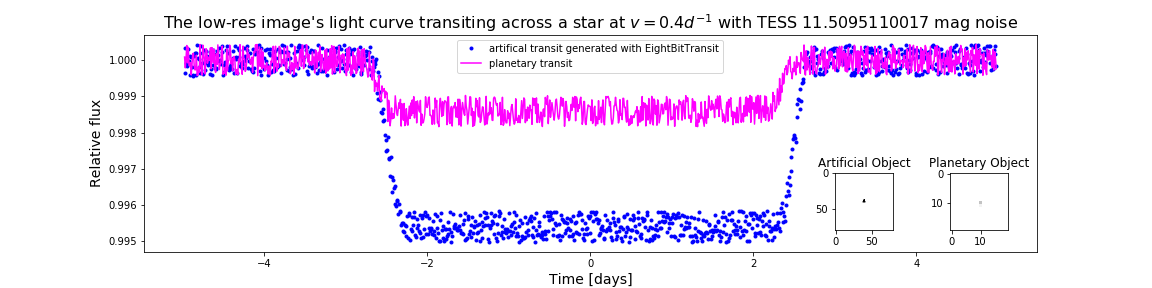 The low-res image's light curve transiting across a star at v = 0.4d⁻¹ with TESS 11.5095110017 mag noise
artifical transit generated with EightBitTransit
planetary transit
Relative flux
1.000
0.999
0.998
0.997
0.996
0.995
Artificial Object
0
50
0 50
Planetary Object
0
10
0 10
−4 −2 0 2 4
Time [days]